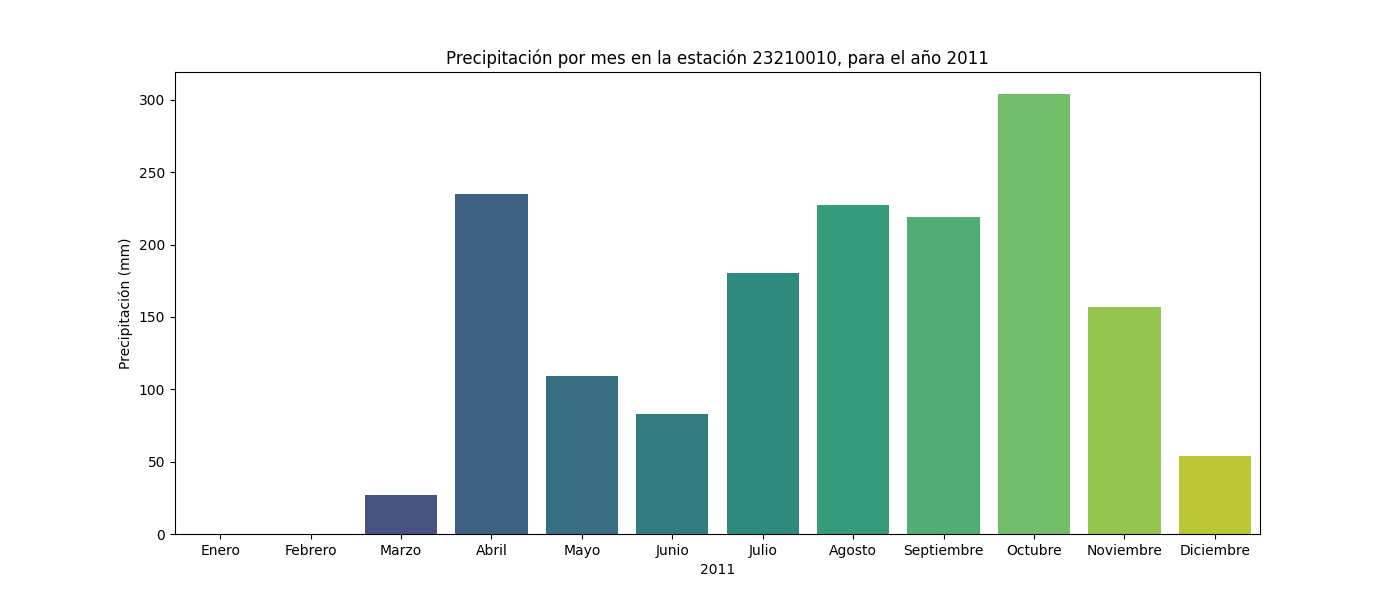 Precipitación por mes en la estación 23210010, para el año 2011
Precipitación (mm)
300
250
200
150
100
50
0
Enero Febrero Marzo Abril Mayo Junio Julio Agosto Septiembre Octubre Noviembre Diciembre
2011